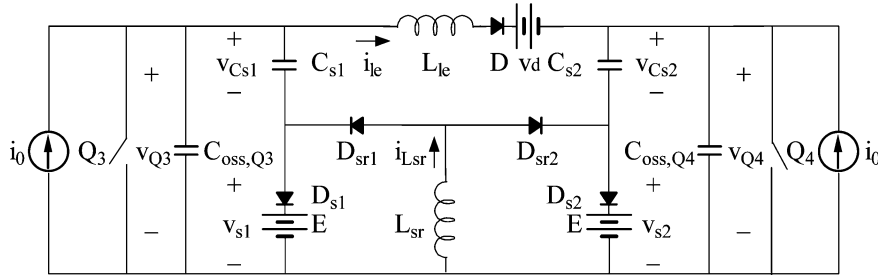 +
+
v_Cs1
C_s1
i_le
L_le
D
v_d
C_s2
v_Cs2
+
+
−
−
i_0
Q_3
v_Q3
C_oss,Q3
D_sr1
i_Lsr
D_sr2
C_oss,Q4
v_Q4
Q_4
i_0
+
D_s1
D_s2
+
v_s1
E
L_sr
E
v_s2
−
−
−
−